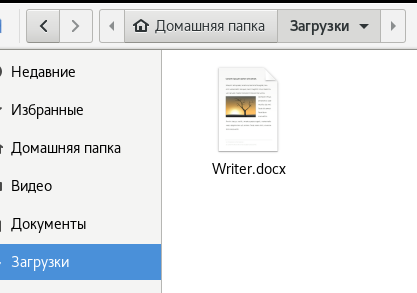 Домашняя папка Загрузки
Недавние
Избранные
Домашняя папка
Видео
Документы
Загрузки
Writer.docx